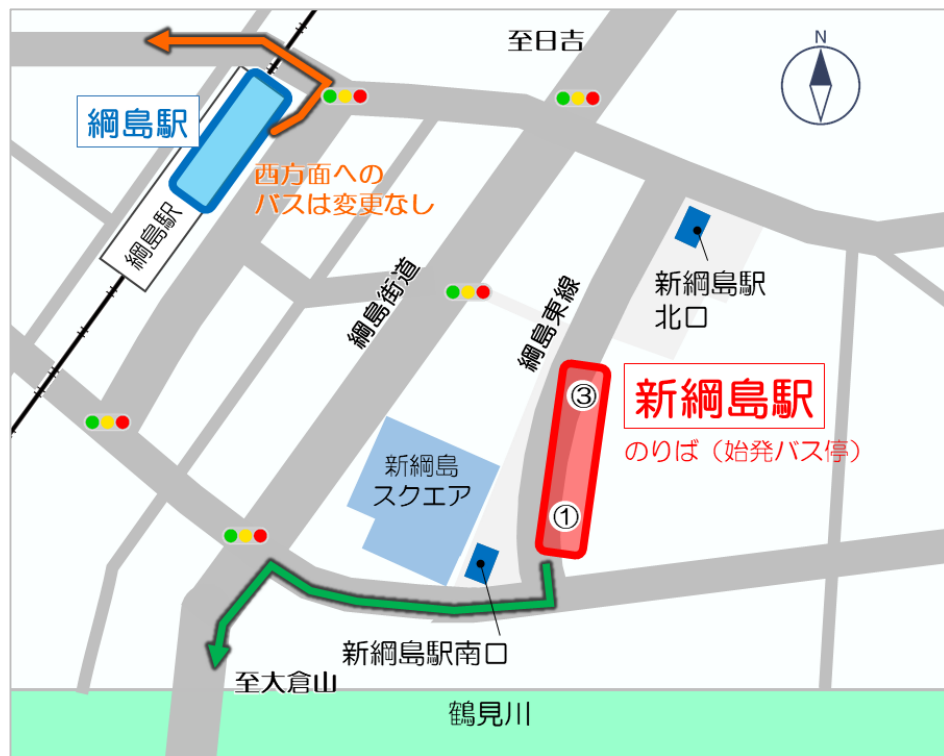 至日吉
N
綱島駅
西方面への
バスは変更なし
綱島駅
綱島街道
綱島東線
新綱島駅
北口
新綱島駅
のりば（始発バス停）
③
①
新綱島
スクエア
新綱島駅南口
至大倉山
鶴見川